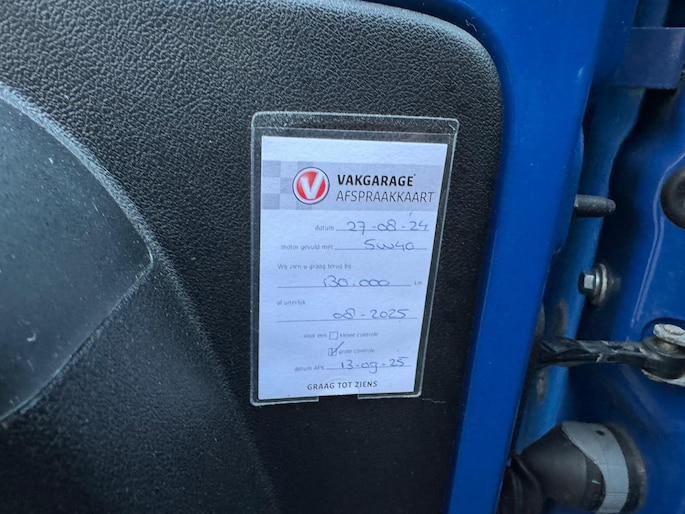 V VAKGARAGE
AFSPRAAKKAART
datum 27-08-24
motor gevuld met 5W40
Wij zien u graag terug bij
130.000 km
of uiterlijk
08-2025
voor een kleine controle
grote controle
datum APK 13-09-25
GRAAG TOT ZIENS